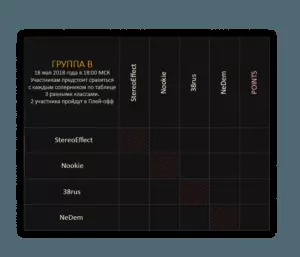 ГРУППА B
18 мая 2018 года в 18:00 МСК
Участникам предстоит сразиться
с каждым соперником по таблице
3 разными классами.
2 участника пройдут в Плей-офф
StereoEffect
Nookie
38rus
NeDem
POINTS
StereoEffect
Nookie
38rus
NeDem